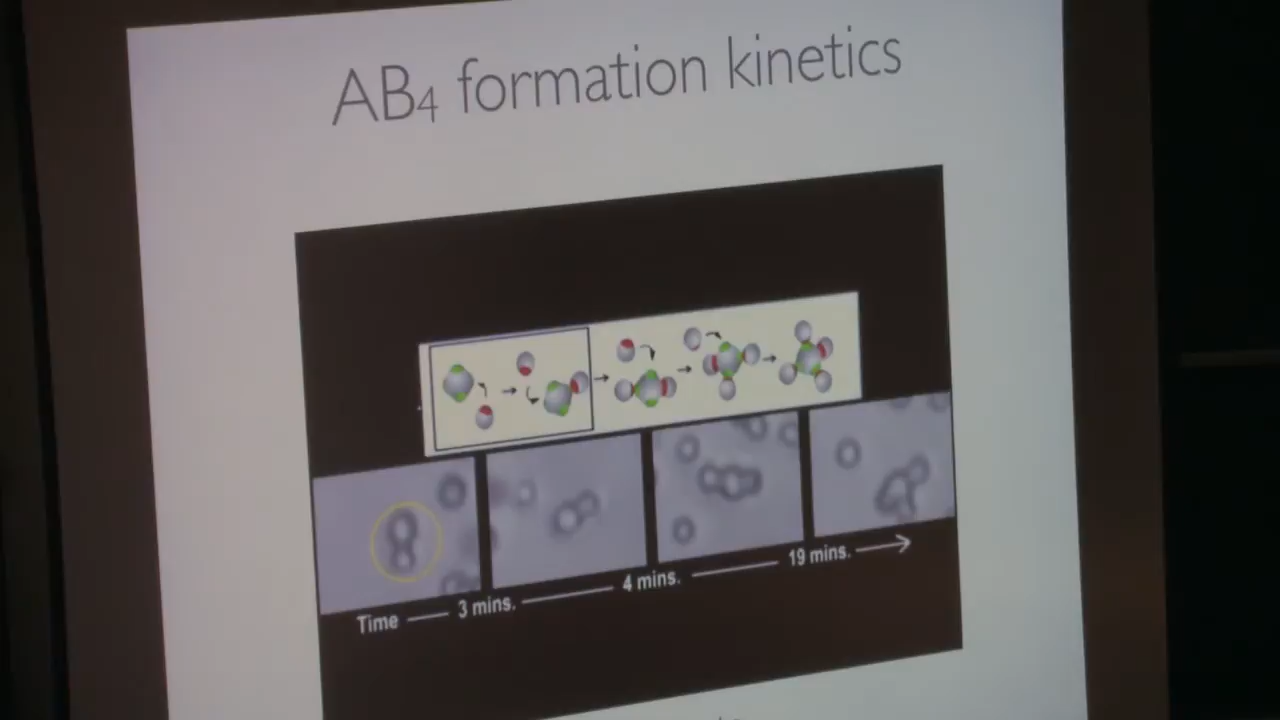 AB₄ formation kinetics
Time 3 mins. 4 mins. 19 mins.